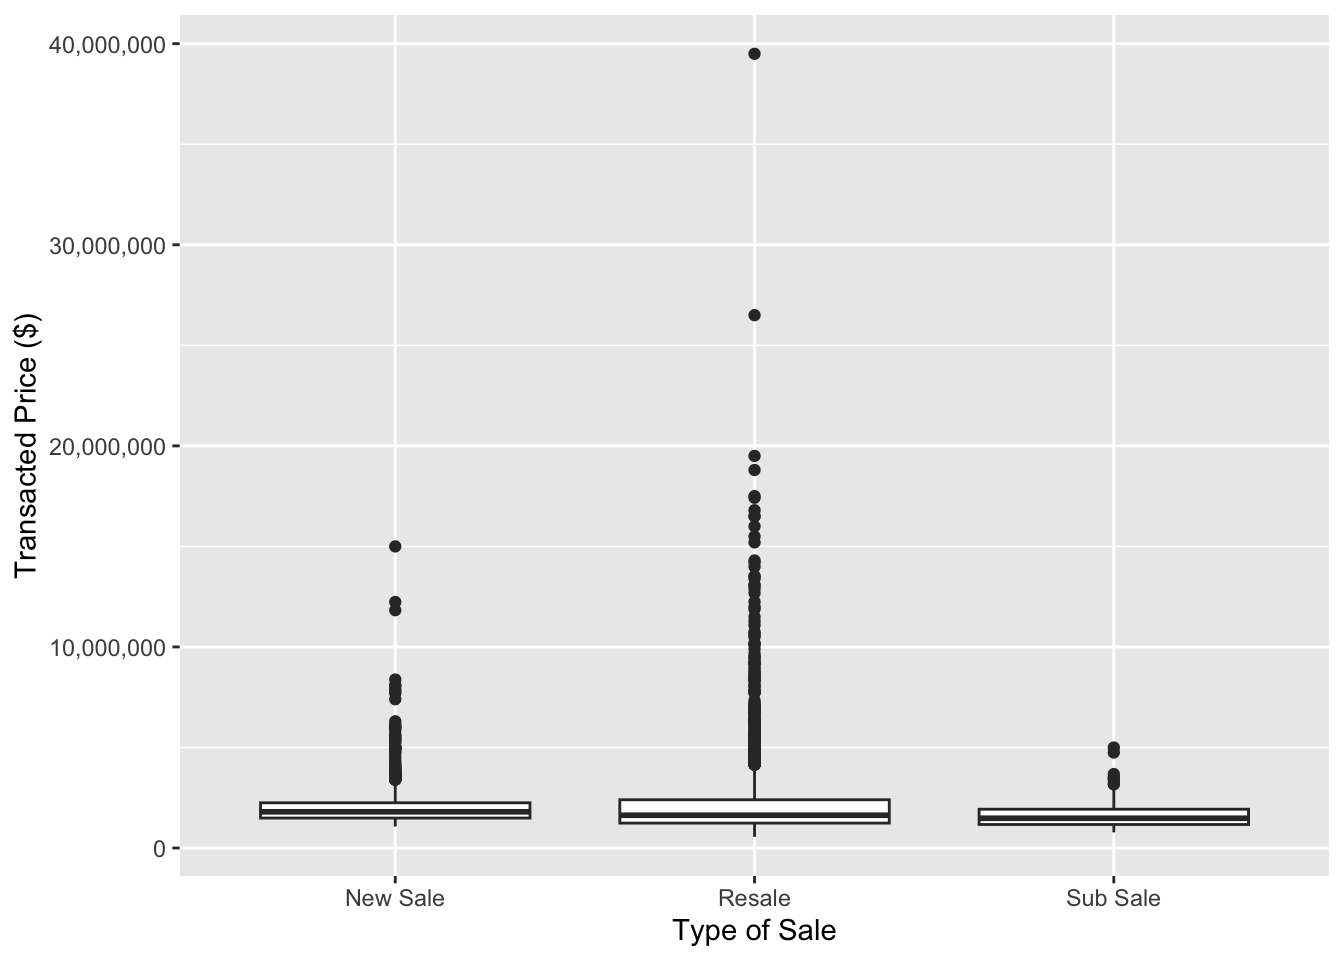 40,000,000
30,000,000
20,000,000
10,000,000
0
Transacted Price ($)
New Sale
Resale
Sub Sale
Type of Sale